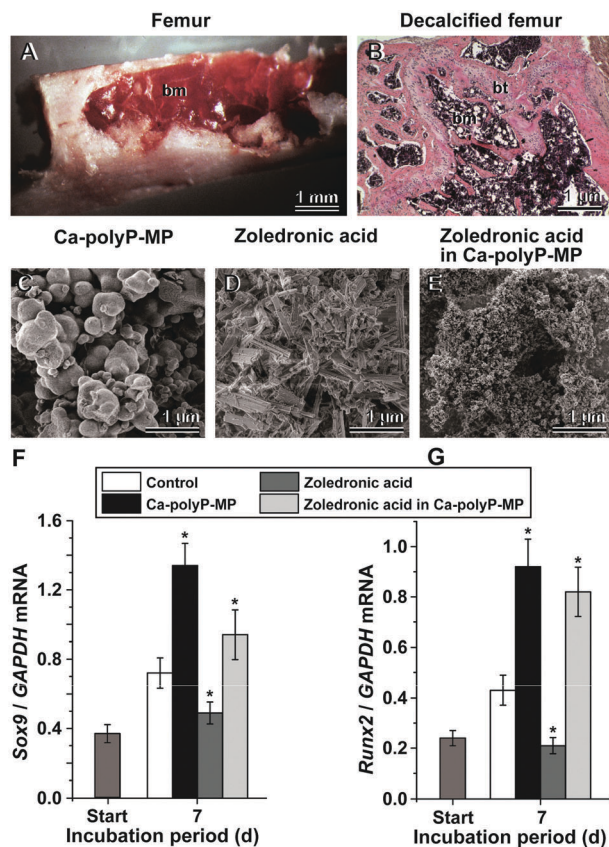 Femur
Decalcified femur
A
bm
1 mm
B
bt
bm
1 µm
Ca-polyP-MP
Zoledronic acid
Zoledronic acid
in Ca-polyP-MP
C
1 µm
D
1 µm
E
1 µm
F
G
Control
Zoledronic acid
Ca-polyP-MP
Zoledronic acid in Ca-polyP-MP
Sox9 / GAPDH mRNA
1.6
1.2
0.8
0.4
0.0
*
*
*
Start
7
Incubation period (d)
Runx2 / GAPDH mRNA
1.0
0.8
0.6
0.4
0.2
0.0
*
*
*
Start
7
Incubation period (d)